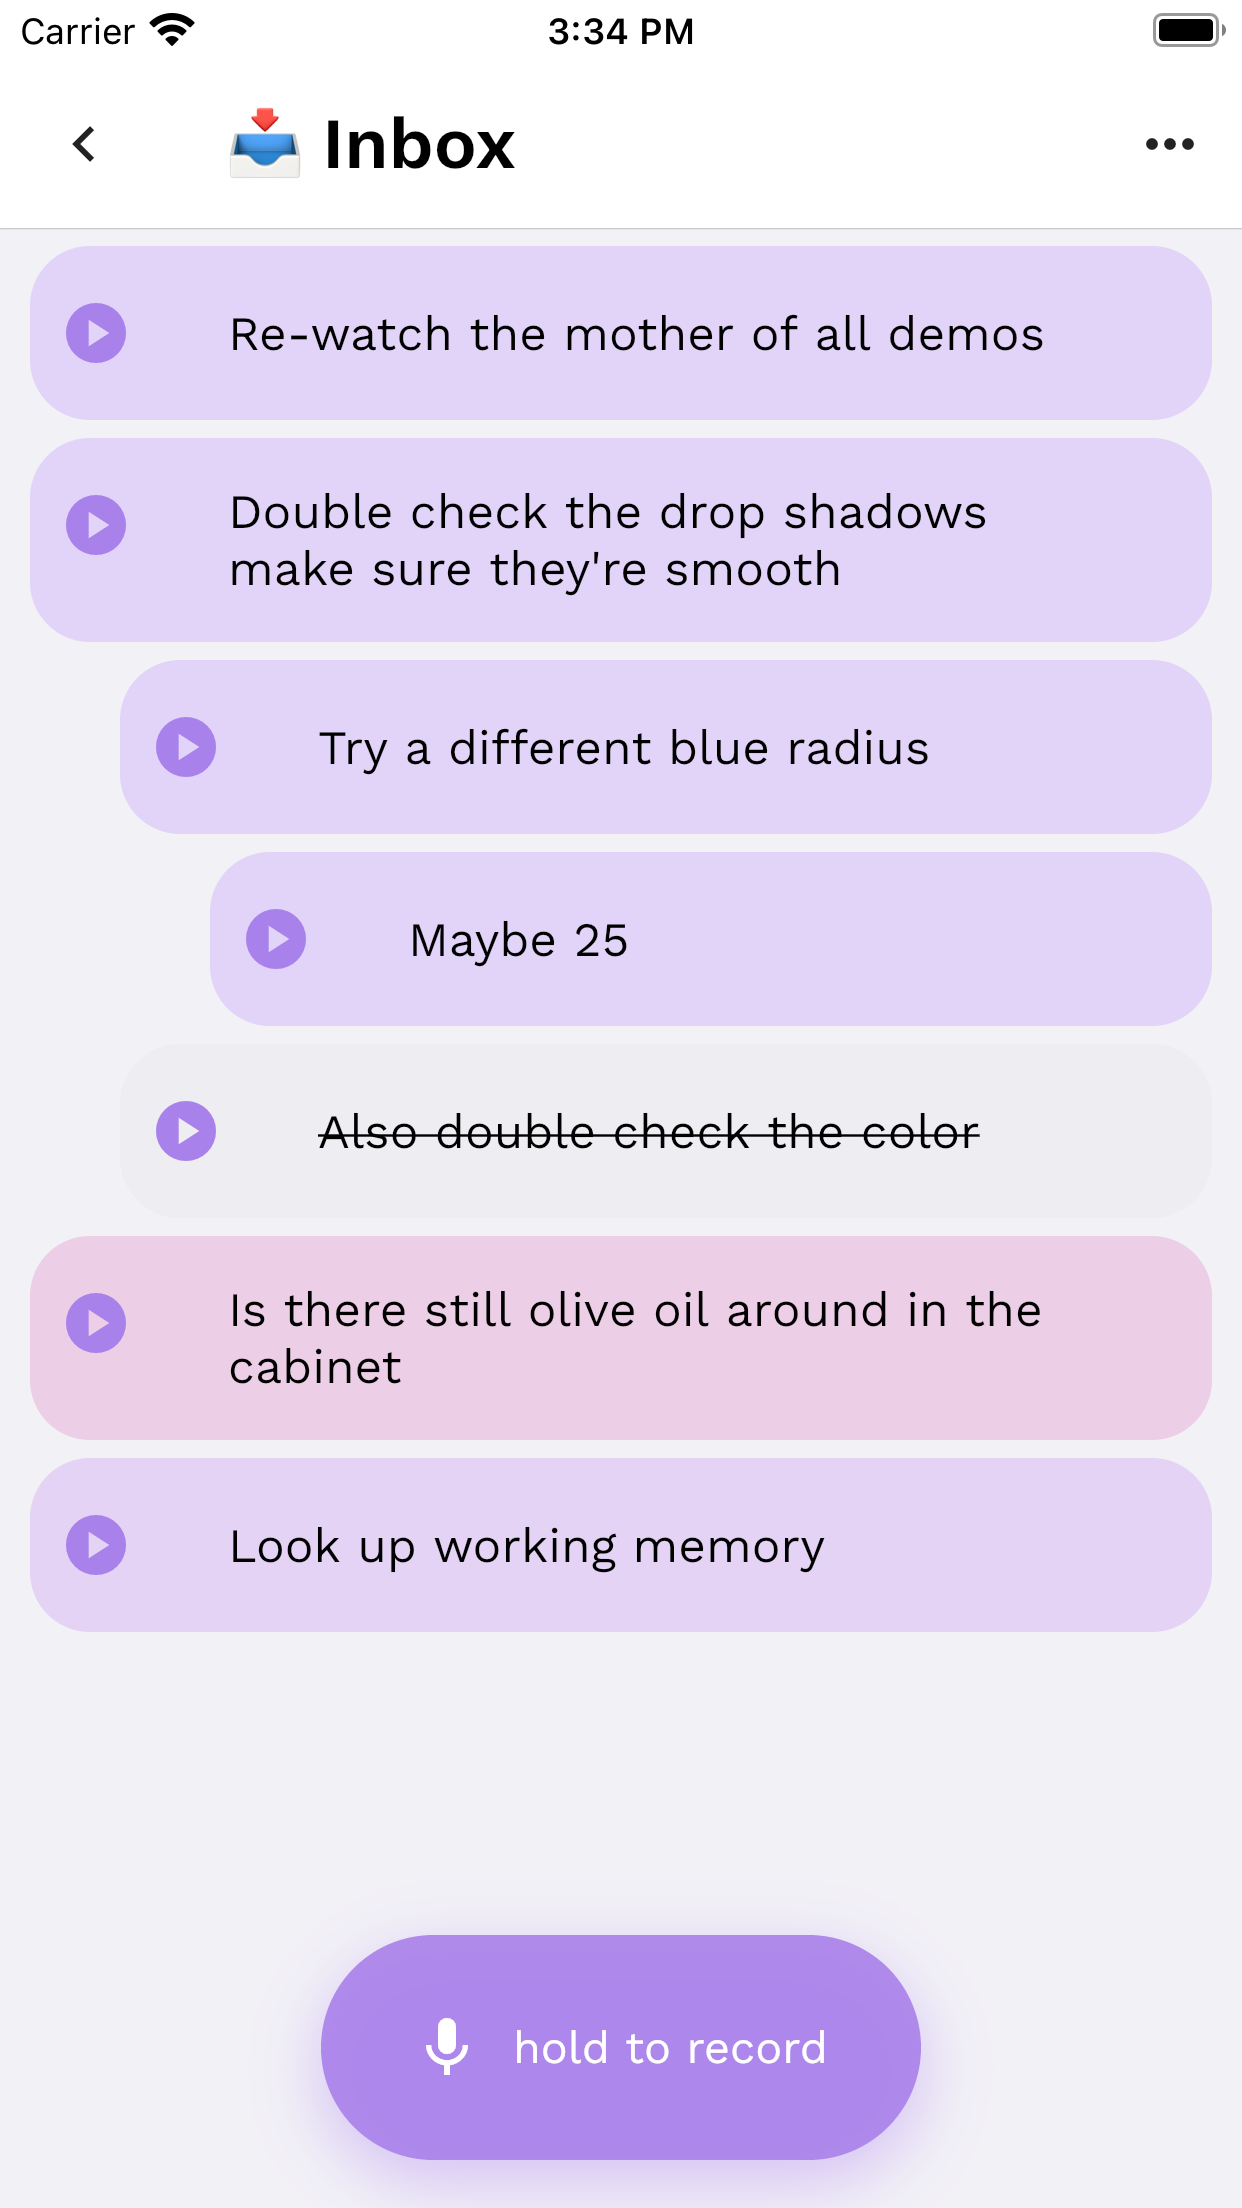 Carrier
3:34 PM
Inbox
Re-watch the mother of all demos
Double check the drop shadows
make sure they're smooth
Try a different blue radius
Maybe 25
Also double check the color
Is there still olive oil around in the
cabinet
Look up working memory
hold to record